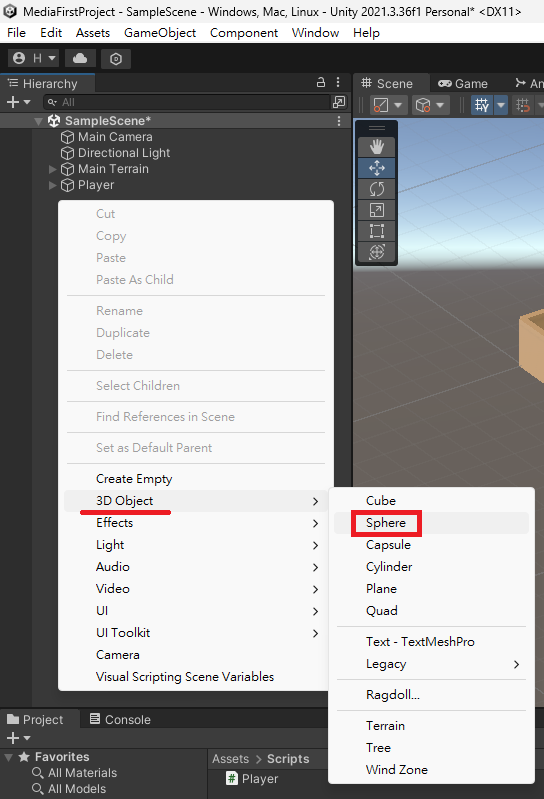 MediaFirstProject - SampleScene - Windows, Mac, Linux - Unity 2021.3.36f1 Personal* <DX11>
File Edit Assets GameObject Component Window Help
H
Hierarchy
Scene
Game
An
All
SampleScene*
Main Camera
Directional Light
Main Terrain
Player
Cut
Copy
Paste
Paste As Child
Rename
Duplicate
Delete
Select Children
Find References in Scene
Set as Default Parent
Create Empty
3D Object
Effects
Light
Audio
Video
UI
UI Toolkit
Camera
Visual Scripting Scene Variables
Cube
Sphere
Capsule
Cylinder
Plane
Quad
Text - TextMeshPro
Legacy
Ragdoll...
Terrain
Tree
Wind Zone
Project
Console
Favorites
All Materials
All Models
Assets > Scripts
Player